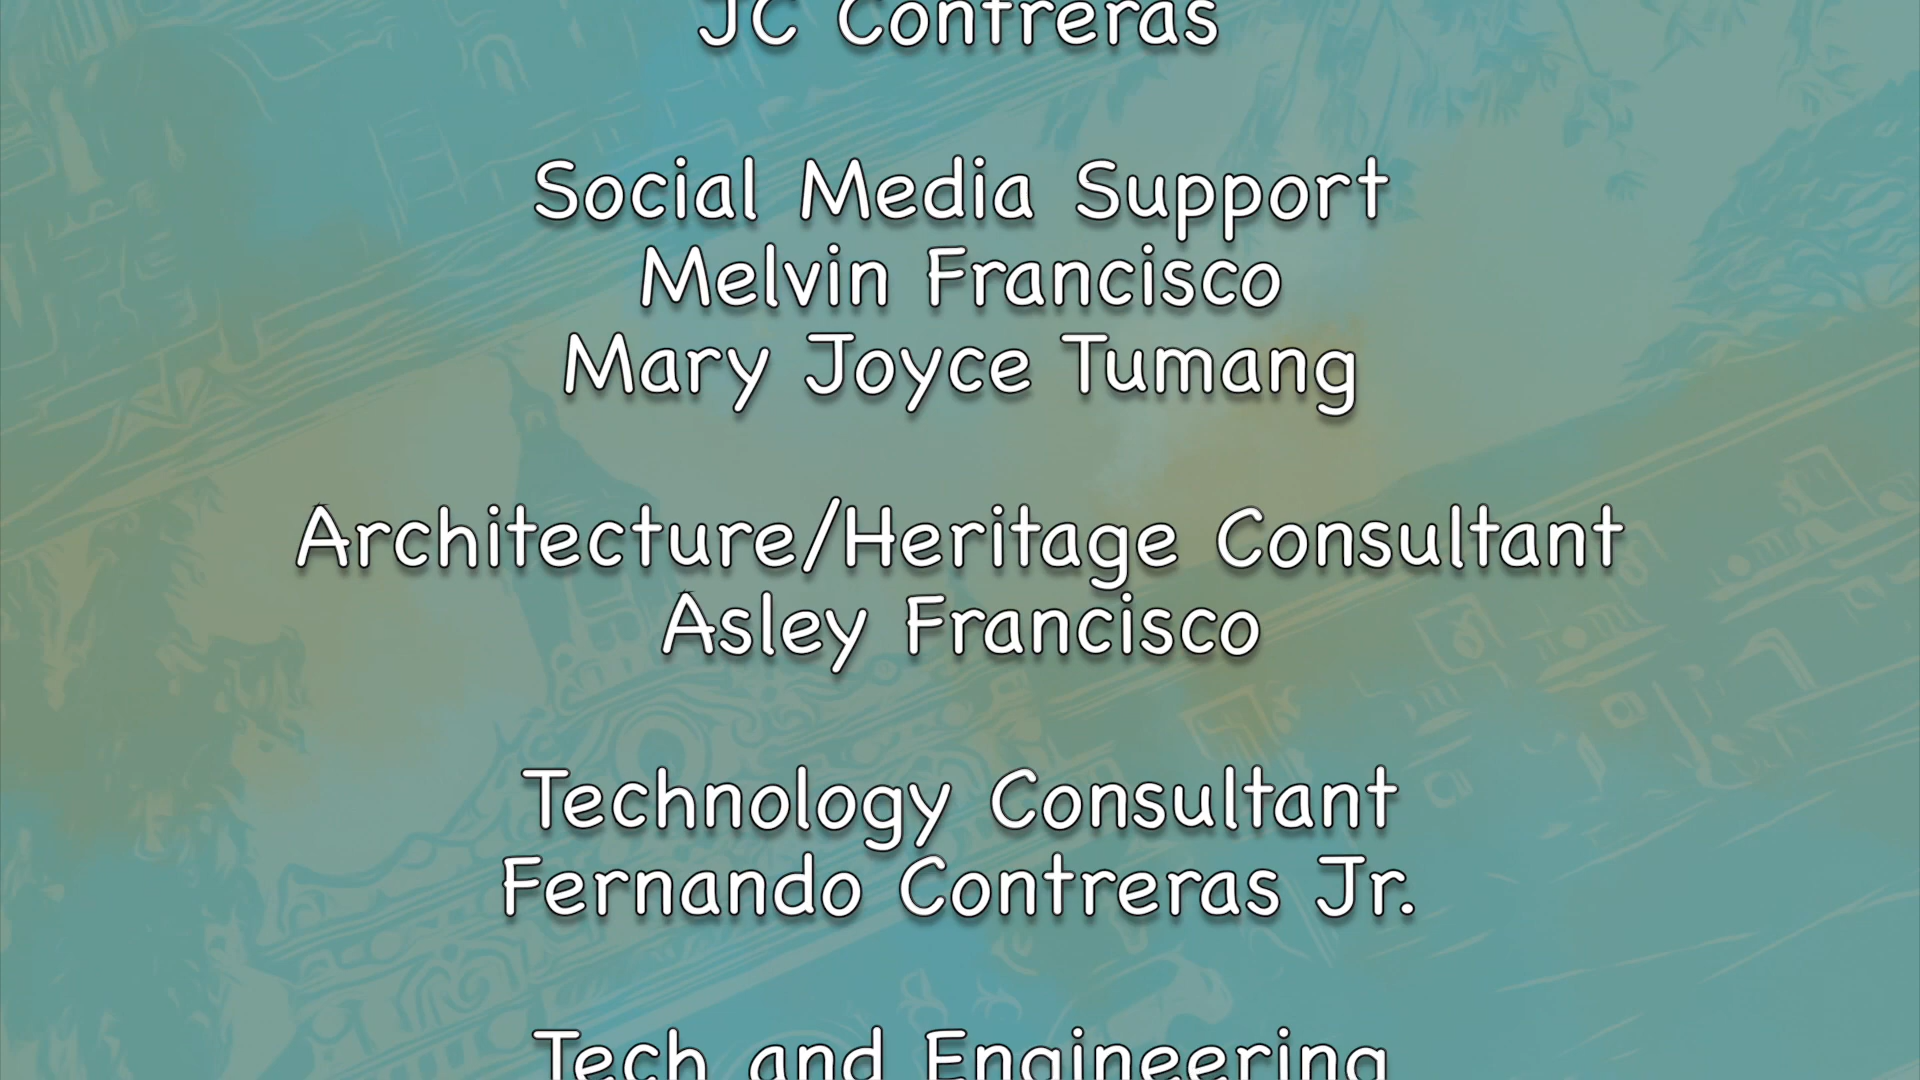 JC Contreras
Social Media Support
Melvin Francisco
Mary Joyce Tumang
Architecture/Heritage Consultant
Asley Francisco
Technology Consultant
Fernando Contreras Jr.
Tech and Engineering